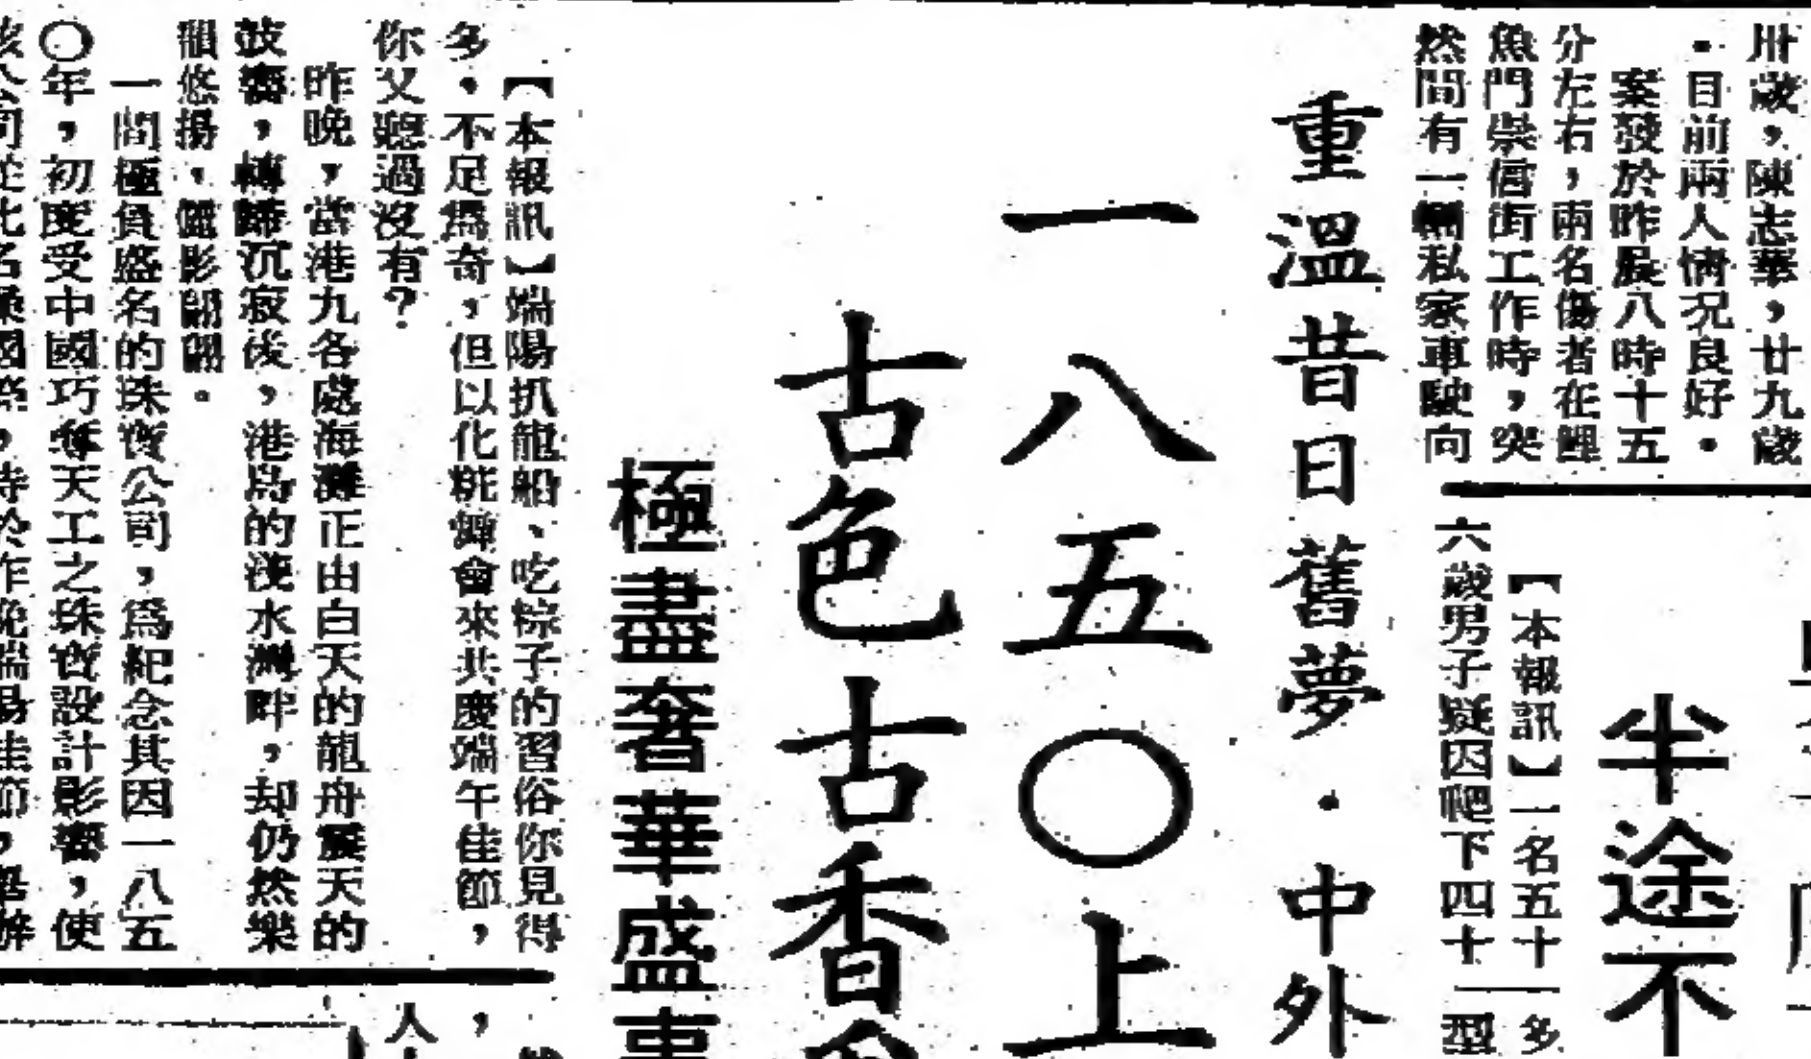 卅歲，陳志華，廿九歲
。目前兩人情况良好。
案發於昨晨八時十五
分左右，兩名傷者在鯉
魚門崇信街工作時，突
然間有一輛私家車駛向
半途不
【本報訊】一名五十多
六歲男子疑因爬下四十型
重溫昔日舊夢．中外
一八五〇上
古色古香
極盡奢華盛事
【本報訊】端陽扒龍船、吃粽子的習俗你見得
多，不足為奇，但以化粧舞會來共慶端午佳節，
你又聽過沒有？
昨晚，當港九各處海灘正由白天的龍舟震天的
鼓響，轉歸沉寂後，港島的淺水灣畔，却仍然樂
韻悠揚，儷影翩翩。
一間極負盛名的珠寶公司，為紀念其因一八五
〇年，初度受中國巧奪天工之珠寶設計影響，使